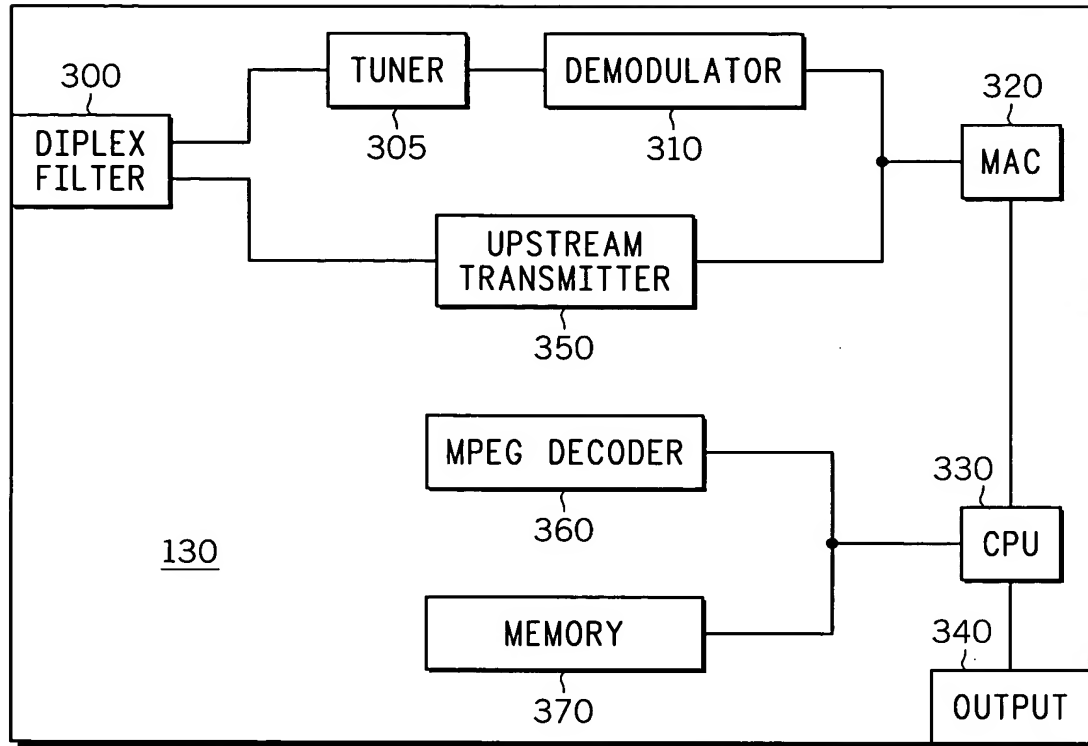 300
DIPLEX
FILTER
TUNER
305
DEMODULATOR
310
320
MAC
UPSTREAM
TRANSMITTER
350
MPEG DECODER
360
330
CPU
130
MEMORY
370
340
OUTPUT